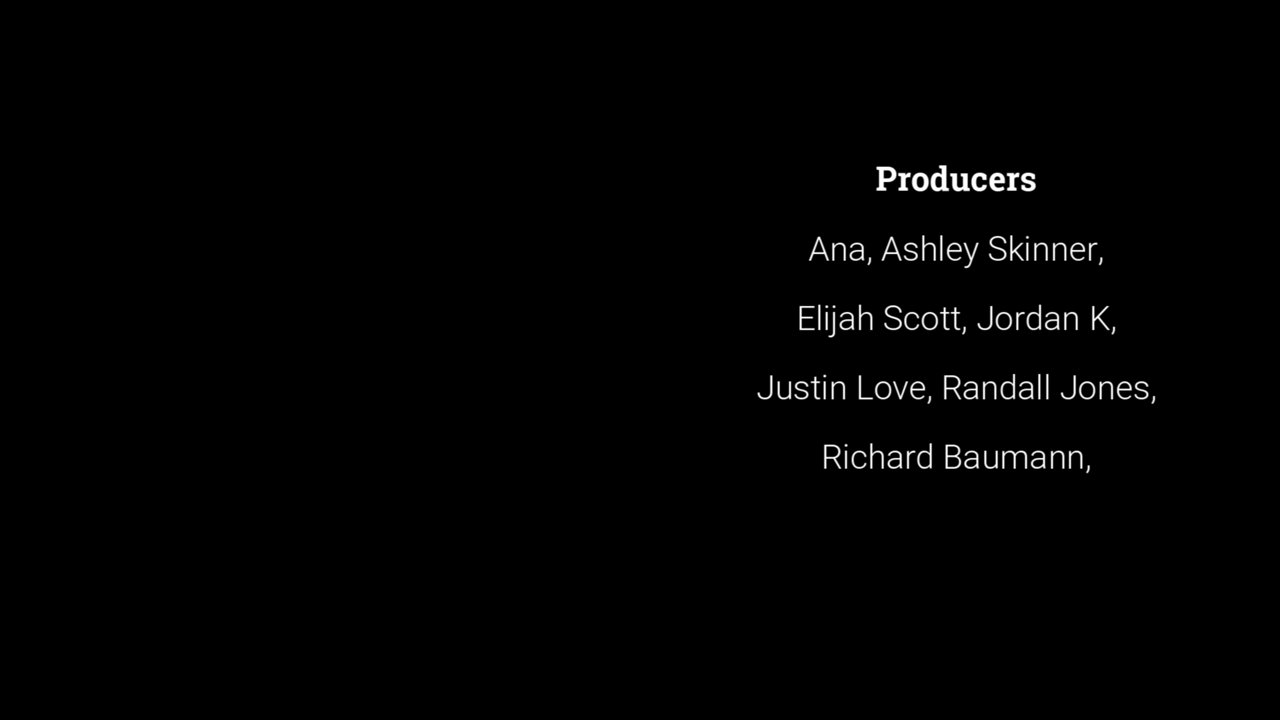 Producers
Ana, Ashley Skinner,
Elijah Scott, Jordan K,
Justin Love, Randall Jones,
Richard Baumann,